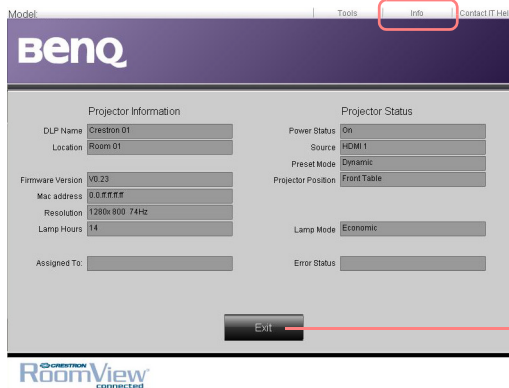 Model:
Tools
Info
Contact IT Hel
BenQ
Projector Information
DLP Name Crestron 01
Location Room 01
Firmware Version V0.23
Mac address 0.0.ff.ff.ff.ff
Resolution 1280x 800 74Hz
Lamp Hours 14
Assigned To:
Projector Status
Power Status On
Source HDMI 1
Preset Mode Dynamic
Projector Position Front Table
Lamp Mode Economic
Error Status
Exit
CRESTRON
RoomView
connected